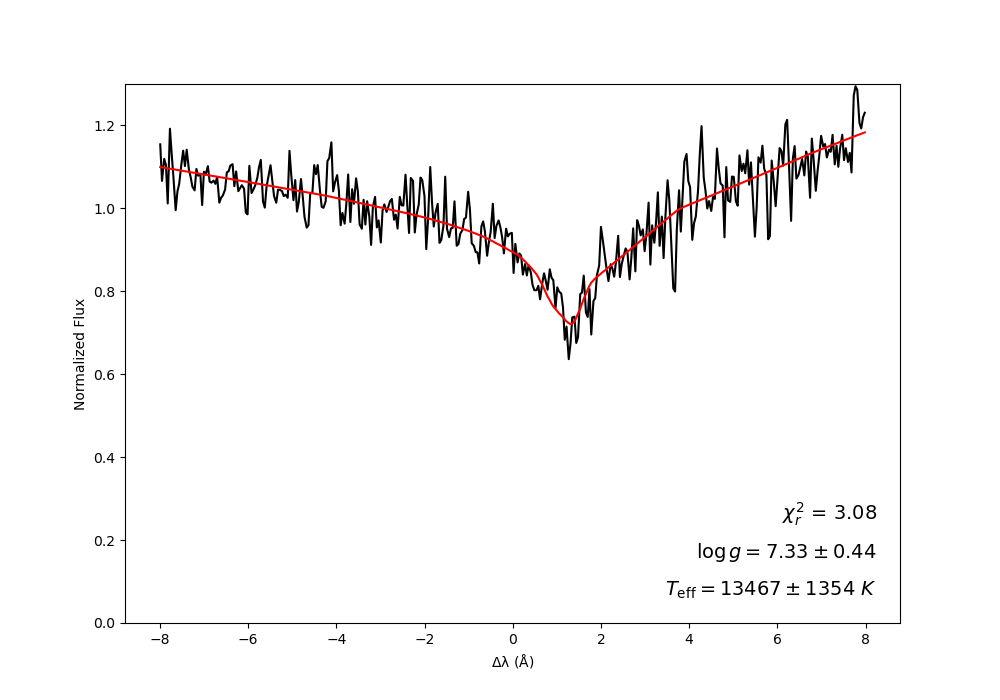 1.2
1.0
0.8
0.6
0.4
0.2
0.0
Normalized Flux
χ²ᵣ = 3.08
log g = 7.33 ± 0.44
T_eff = 13467 ± 1354 K
−8 −6 −4 −2 0 2 4 6 8
Δλ (Å)